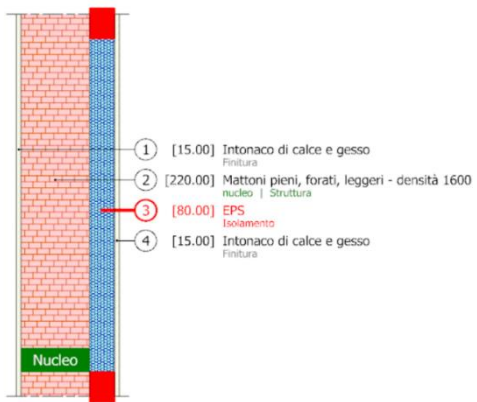 1 [15.00] Intonaco di calce e gesso
Finitura
2 [220.00] Mattoni pieni, forati, leggeri - densità 1600
nucleo | Struttura
3 [80.00] EPS
Isolamento
4 [15.00] Intonaco di calce e gesso
Finitura
Nucleo